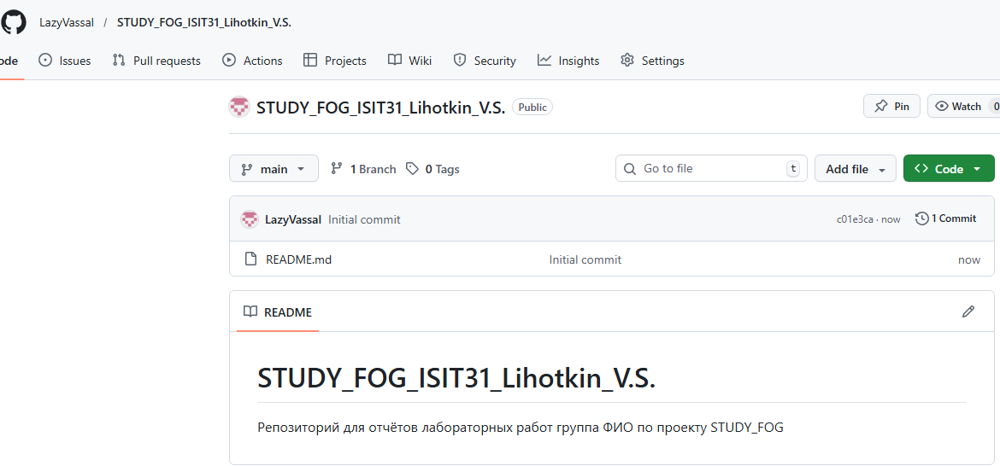 LazyVassal / STUDY_FOG_ISIT31_Lihotkin_V.S.
ode Issues Pull requests Actions Projects Wiki Security Insights Settings
STUDY_FOG_ISIT31_Lihotkin_V.S. Public Pin Watch 0
main 1 Branch 0 Tags Go to file t Add file Code
LazyVassal Initial commit c01e3ca · now 1 Commit
README.md Initial commit now
README
STUDY_FOG_ISIT31_Lihotkin_V.S.
Репозиторий для отчётов лабораторных работ группа ФИО по проекту STUDY_FOG